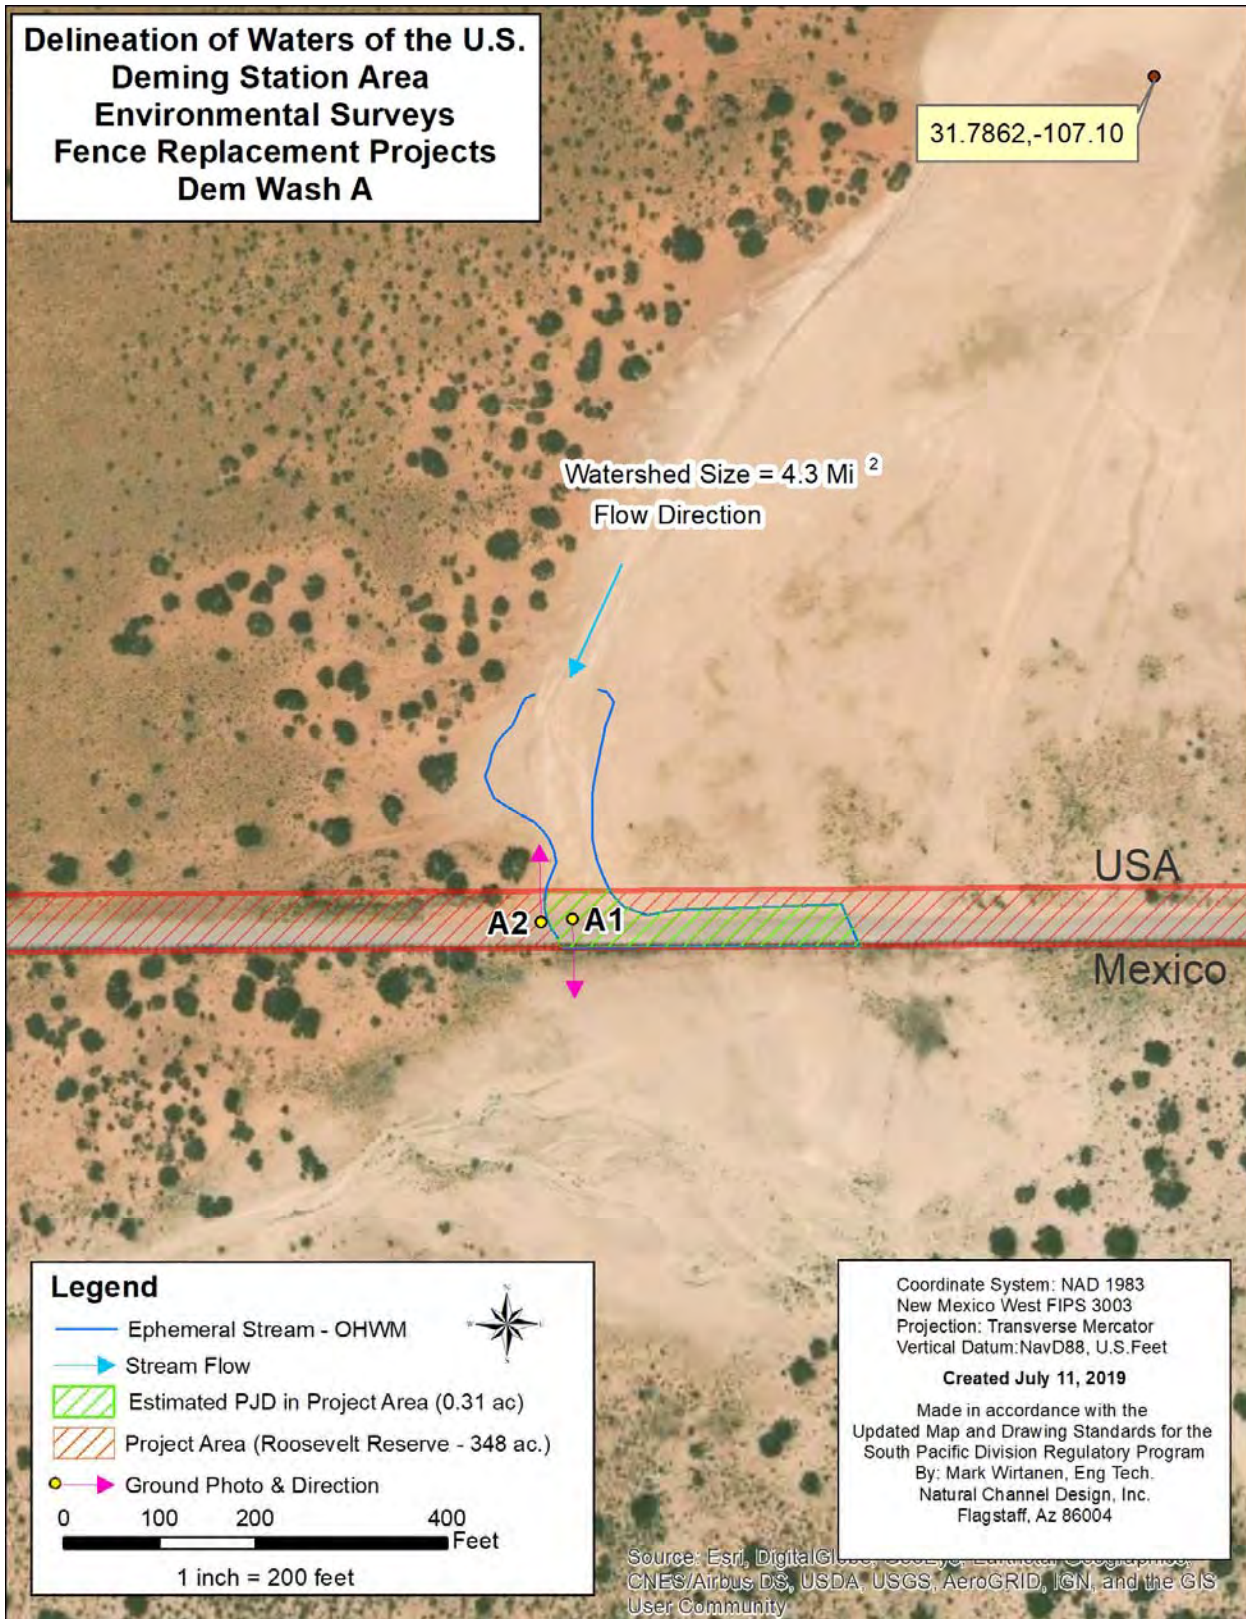 Delineation of Waters of the U.S.
Deming Station Area
Environmental Surveys
Fence Replacement Projects
Dem Wash A
31.7862,-107.10
Watershed Size = 4.3 Mi 2
Flow Direction
USA
A2
A1
Mexico
Legend
N
W
E
S
Ephemeral Stream - OHWM
Stream Flow
Estimated PJD in Project Area (0.31 ac)
Project Area (Roosevelt Reserve - 348 ac.)
Ground Photo & Direction
0 100 200 400
Feet
1 inch = 200 feet
Coordinate System: NAD 1983
New Mexico West FIPS 3003
Projection: Transverse Mercator
Vertical Datum:NavD88, U.S.Feet
Created July 11, 2019
Made in accordance with the
Updated Map and Drawing Standards for the
South Pacific Division Regulatory Program
By: Mark Wirtanen, Eng Tech.
Natural Channel Design, Inc.
Flagstaff, Az 86004
Source: Esri,
CNES/Airbus DS, USDA, USGS, AeroGRID, IGN, and the GIS
User Community